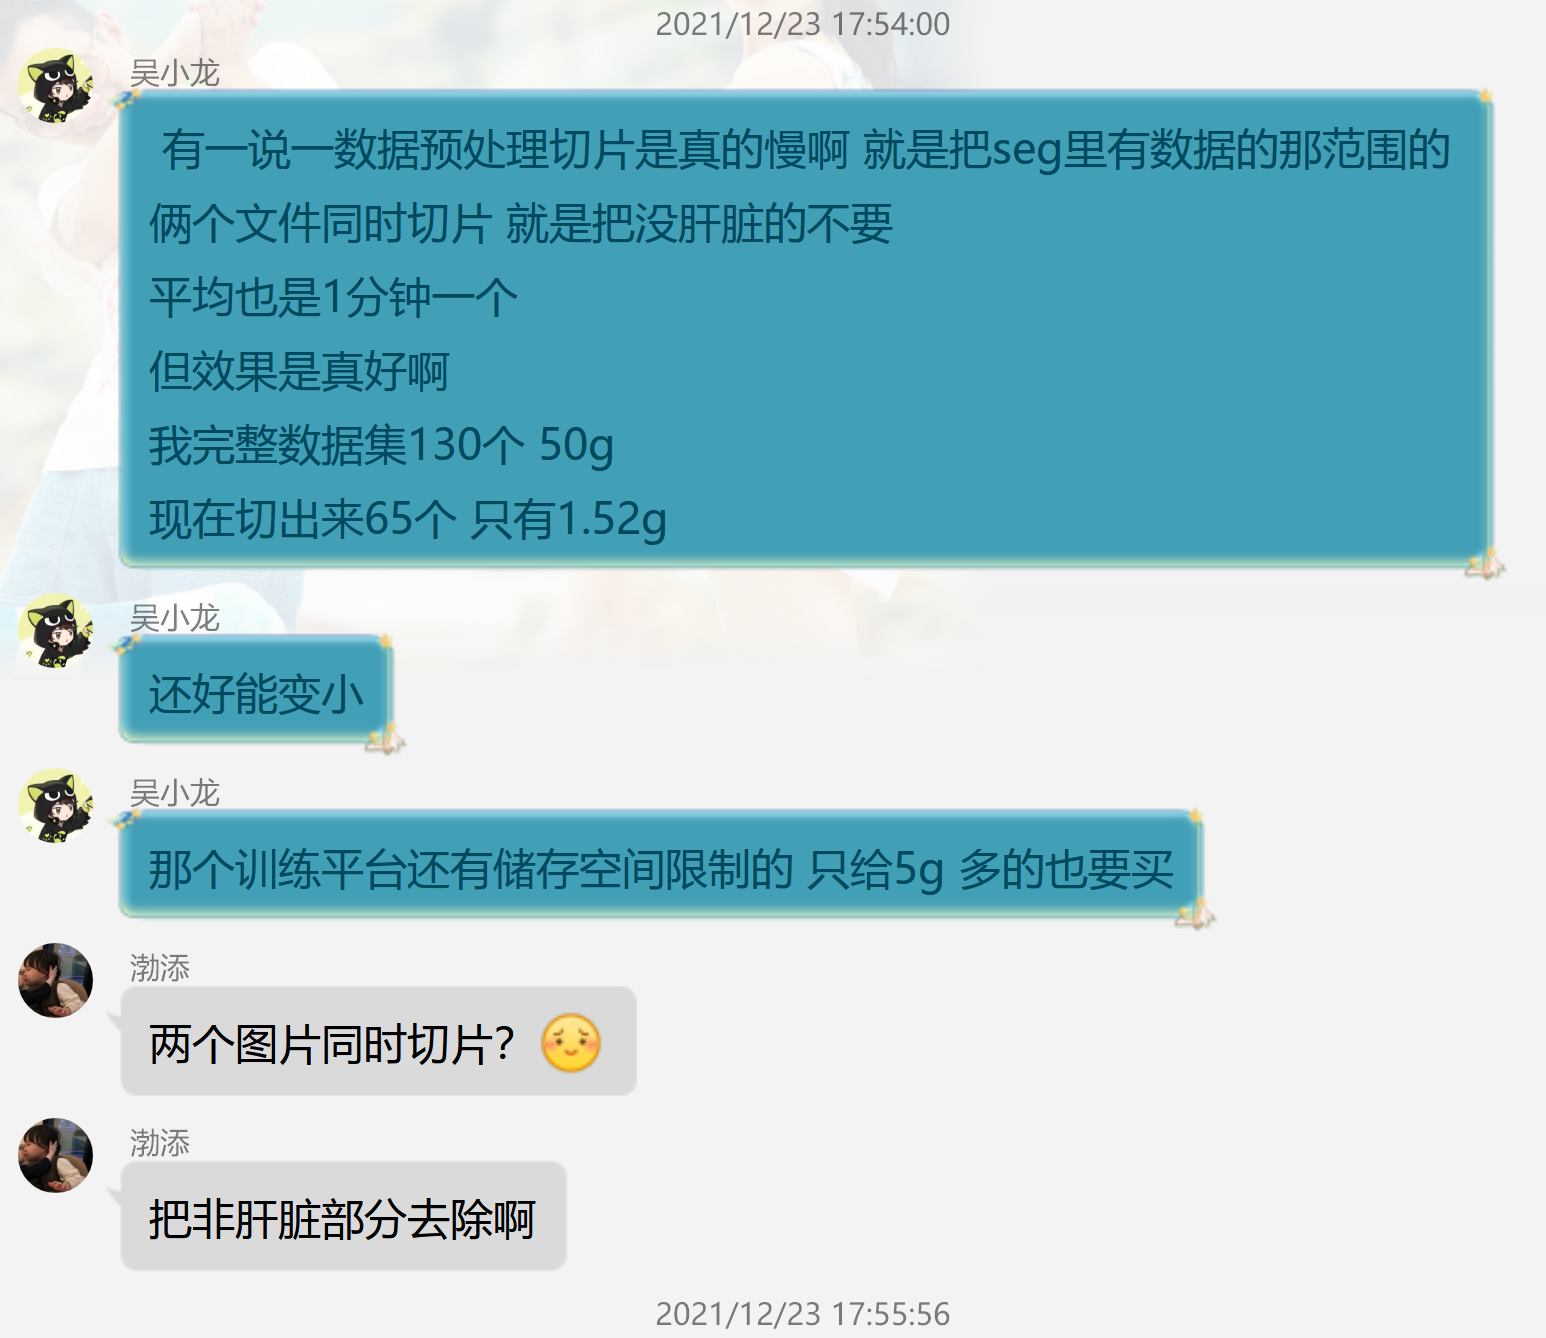 2021/12/23 17:54:00
吴小龙
有一说一数据预处理切片是真的慢啊 就是把seg里有数据的那范围的
俩个文件同时切片 就是把没肝脏的不要
平均也是1分钟一个
但效果是真好啊
我完整数据集130个 50g
现在切出来65个 只有1.52g
吴小龙
还好能变小
吴小龙
那个训练平台还有储存空间限制的 只给5g 多的也要买
渤添
两个图片同时切片？
渤添
把非肝脏部分去除啊
2021/12/23 17:55:56